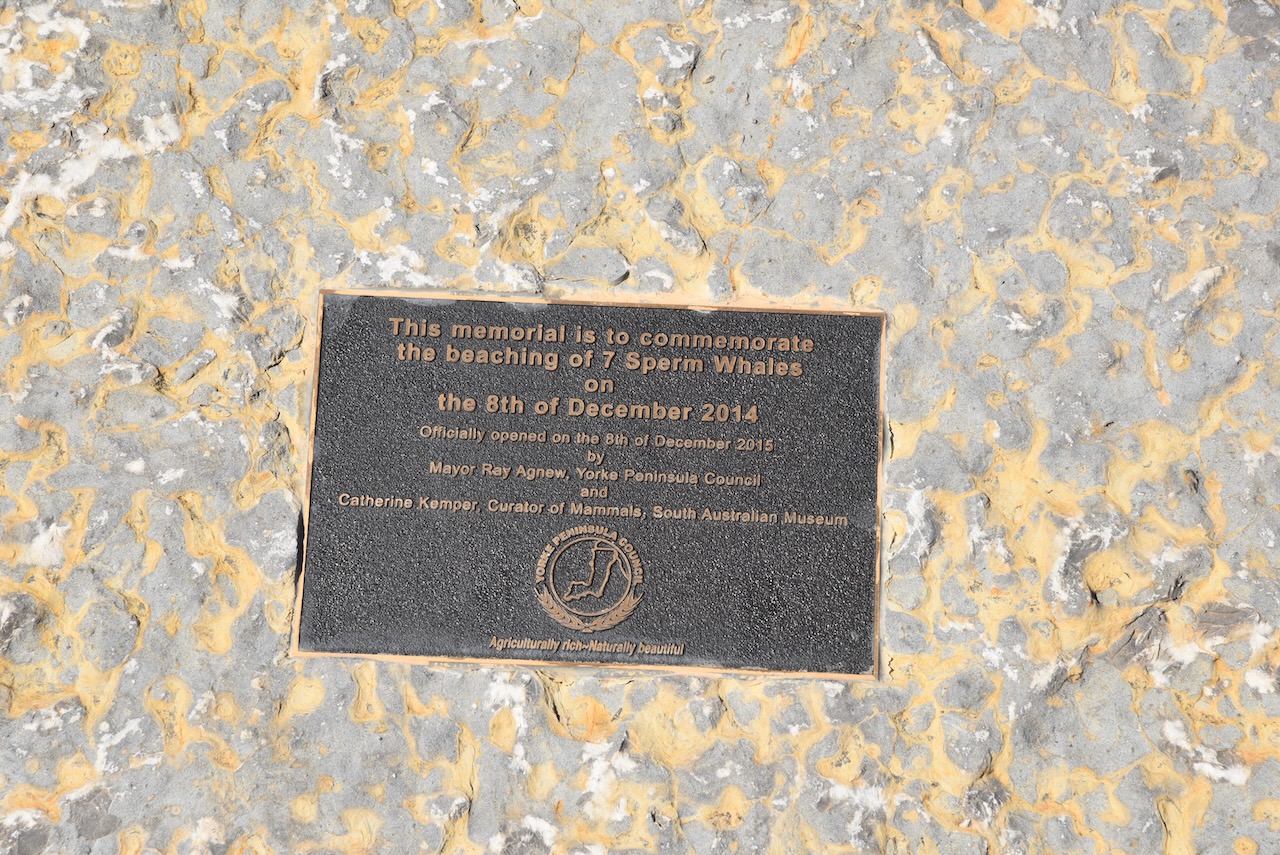 This memorial is to commemorate
the beaching of 7 Sperm Whales
on
the 8th of December 2014
Officially opened on the 8th of December 2015
by
Mayor Ray Agnew, Yorke Peninsula Council
and
Catherine Kemper, Curator of Mammals, South Australian Museum
YORKE PENINSULA COUNCIL
Agriculturally rich~Naturally beautiful